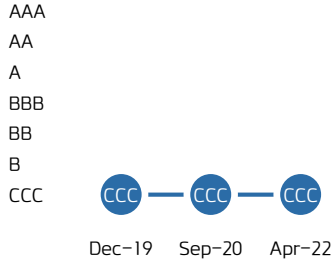 AAA
AA
A
BBB
BB
B
CCC CCC CCC CCC
Dec-19 Sep-20 Apr-22